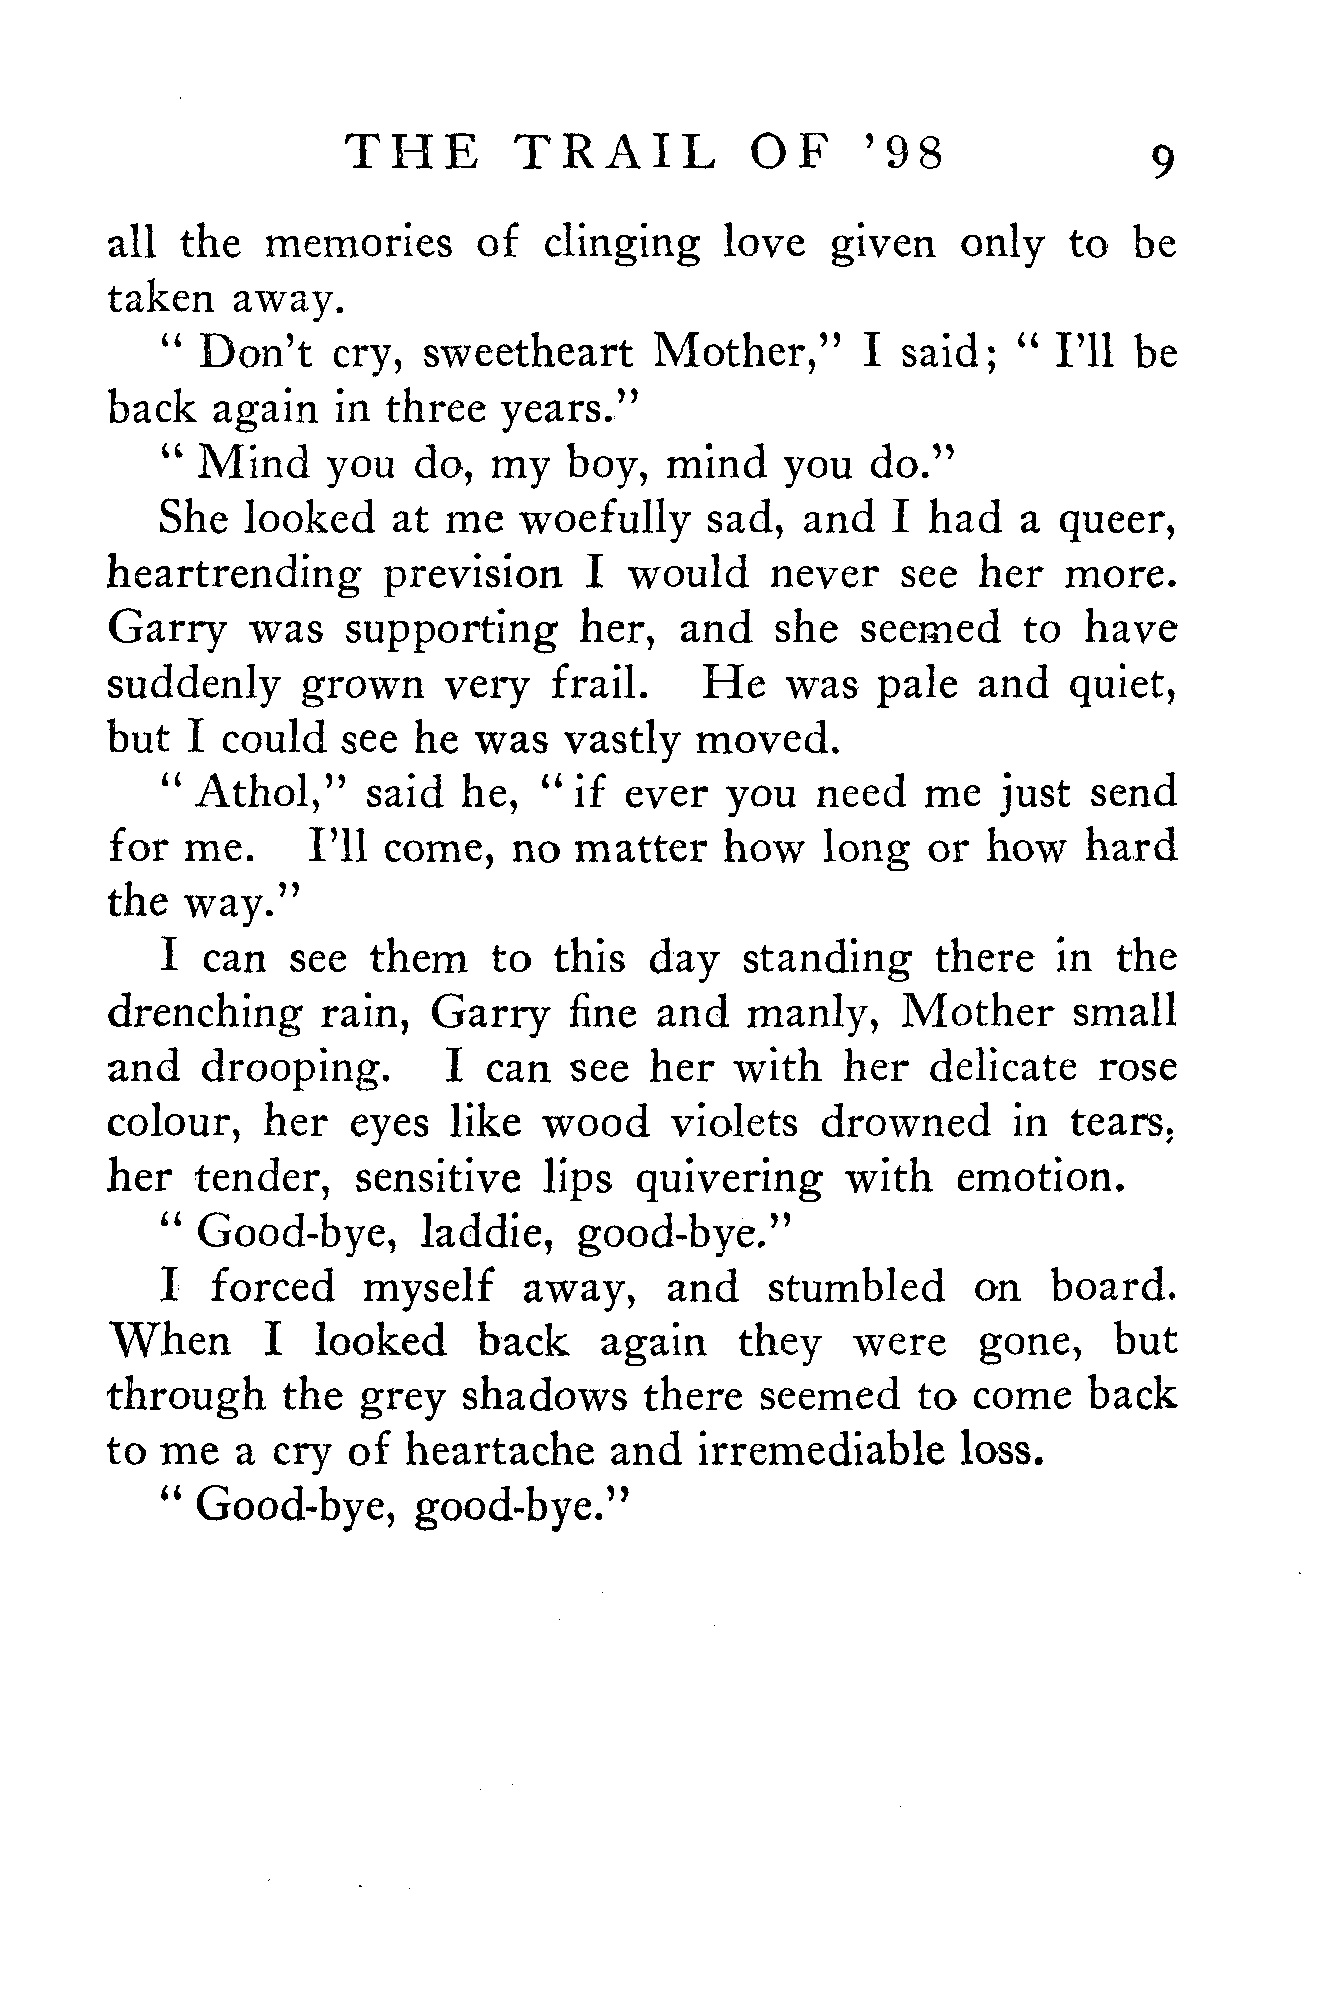 THE TRAIL OF '98 9
all the memories of clinging love given only to be
taken away.
" Don't cry, sweetheart Mother," I said; " I'll be
back again in three years."
" Mind you do, my boy, mind you do."
She looked at me woefully sad, and I had a queer,
heartrending prevision I would never see her more.
Garry was supporting her, and she seemed to have
suddenly grown very frail. He was pale and quiet,
but I could see he was vastly moved.
" Athol," said he, " if ever you need me just send
for me. I'll come, no matter how long or how hard
the way."
I can see them to this day standing there in the
drenching rain, Garry fine and manly, Mother small
and drooping. I can see her with her delicate rose
colour, her eyes like wood violets drowned in tears,
her tender, sensitive lips quivering with emotion.
" Good-bye, laddie, good-bye."
I forced myself away, and stumbled on board.
When I looked back again they were gone, but
through the grey shadows there seemed to come back
to me a cry of heartache and irremediable loss.
" Good-bye, good-bye."